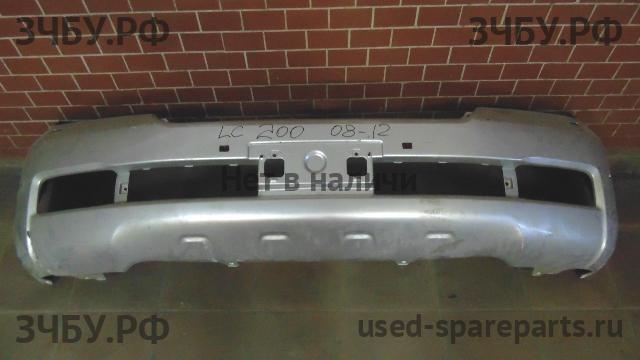 ЗЧБУ.РФ ЗЧБУ.РФ
LC 200 08-12
Нет в наличи
ЗЧБУ.РФ used-spareparts.ru